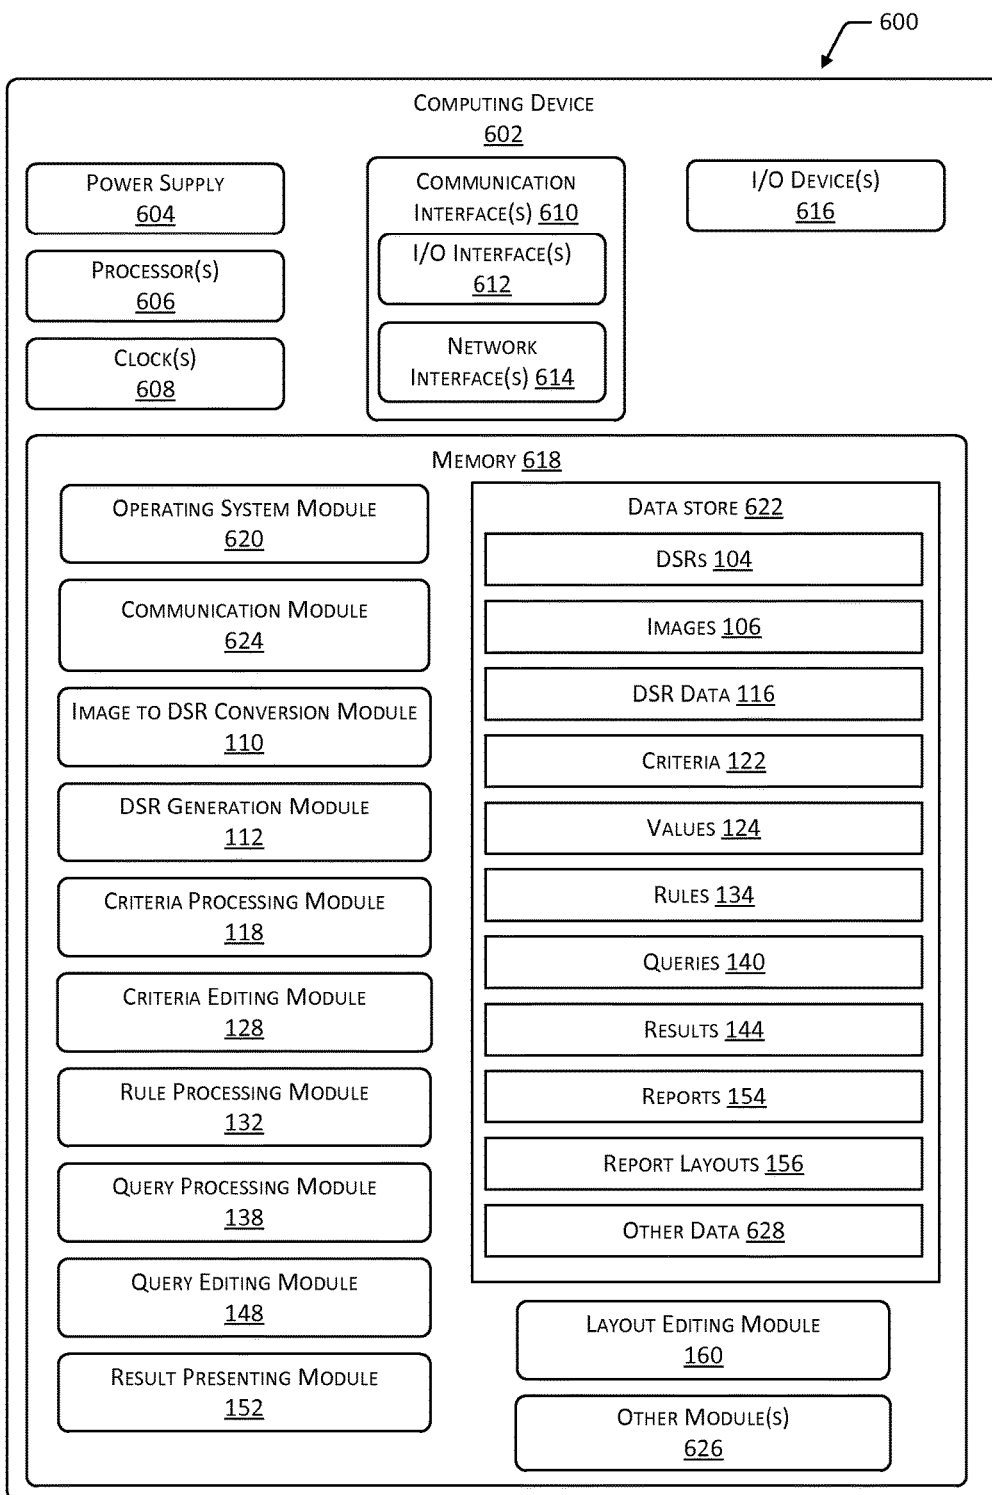 600
Computing Device
602
Power Supply
604
Processor(s)
606
Clock(s)
608
Communication
Interface(s) 610
I/O Interface(s)
612
Network
Interface(s) 614
I/O Device(s)
616
Memory 618
Operating System Module
620
Communication Module
624
Image to DSR Conversion Module
110
DSR Generation Module
112
Criteria Processing Module
118
Criteria Editing Module
128
Rule Processing Module
132
Query Processing Module
138
Query Editing Module
148
Result Presenting Module
152
Data store 622
DSRs 104
Images 106
DSR Data 116
Criteria 122
Values 124
Rules 134
Queries 140
Results 144
Reports 154
Report Layouts 156
Other Data 628
Layout Editing Module
160
Other Module(s)
626